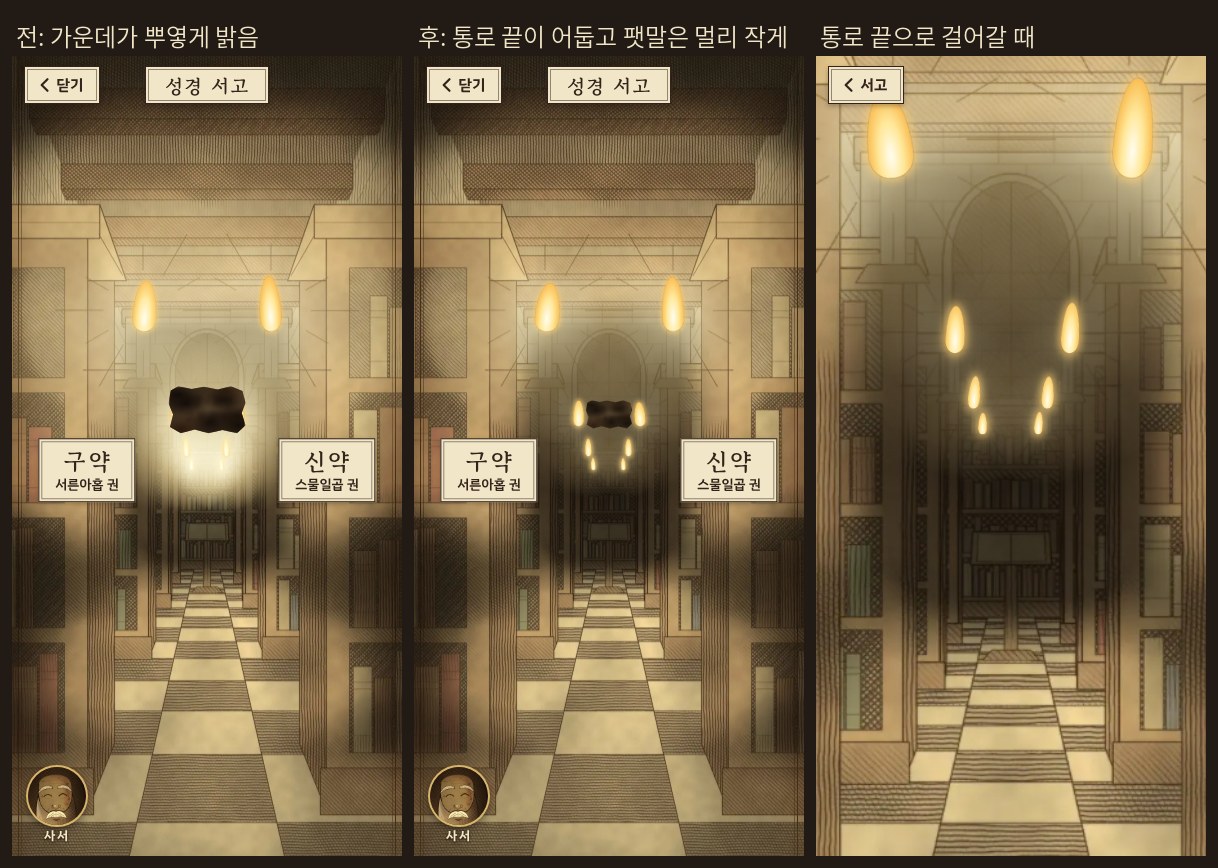 전: 가운데가 뿌옇게 밝음
닫기
성경 서고
구약
서른아홉 권
신약
스물일곱 권
사서
후: 통로 끝이 어둡고 팻말은 멀리 작게
닫기
성경 서고
구약
서른아홉 권
신약
스물일곱 권
사서
통로 끝으로 걸어갈 때
서고